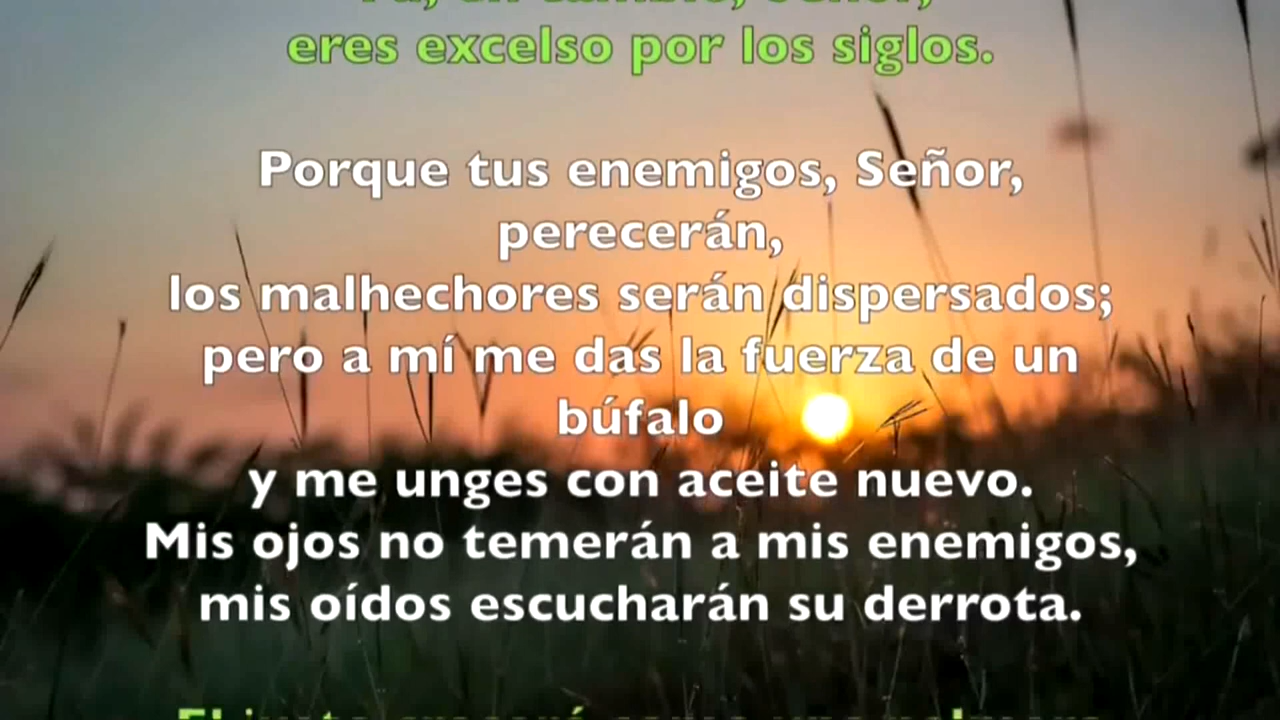 eres excelso por los siglos.
Porque tus enemigos, Señor,
perecerán,
los malhechores serán dispersados;
pero a mí me das la fuerza de un
búfalo
y me unges con aceite nuevo.
Mis ojos no temerán a mis enemigos,
mis oídos escucharán su derrota.